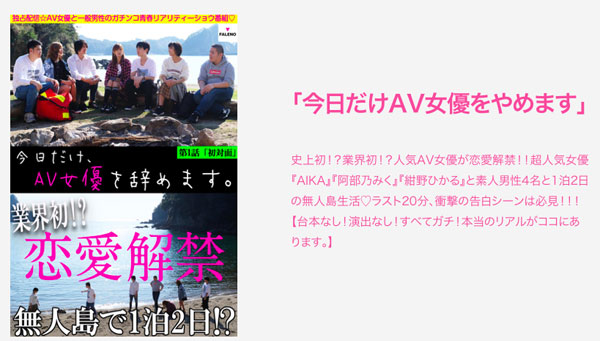 独占配信☆AV女優と一般男性のガチンコ青春リアリティーショウ番組♡
FALENO
第1話『初対面』
今日だけ、
AV女優を辞めます。
業界初!?
恋愛解禁
無人島で1泊2日!?
「今日だけAV女優をやめます」
史上初!?業界初!?人気AV女優が恋愛解禁!!超人気女優
『AIKA』『阿部乃みく』『紺野ひかる』と素人男性4名と1泊2日
の無人島生活♡ラスト20分、衝撃の告白シーンは必見!!!
【台本なし!演出なし!すべてガチ!本当のリアルがココにあ
ります。】